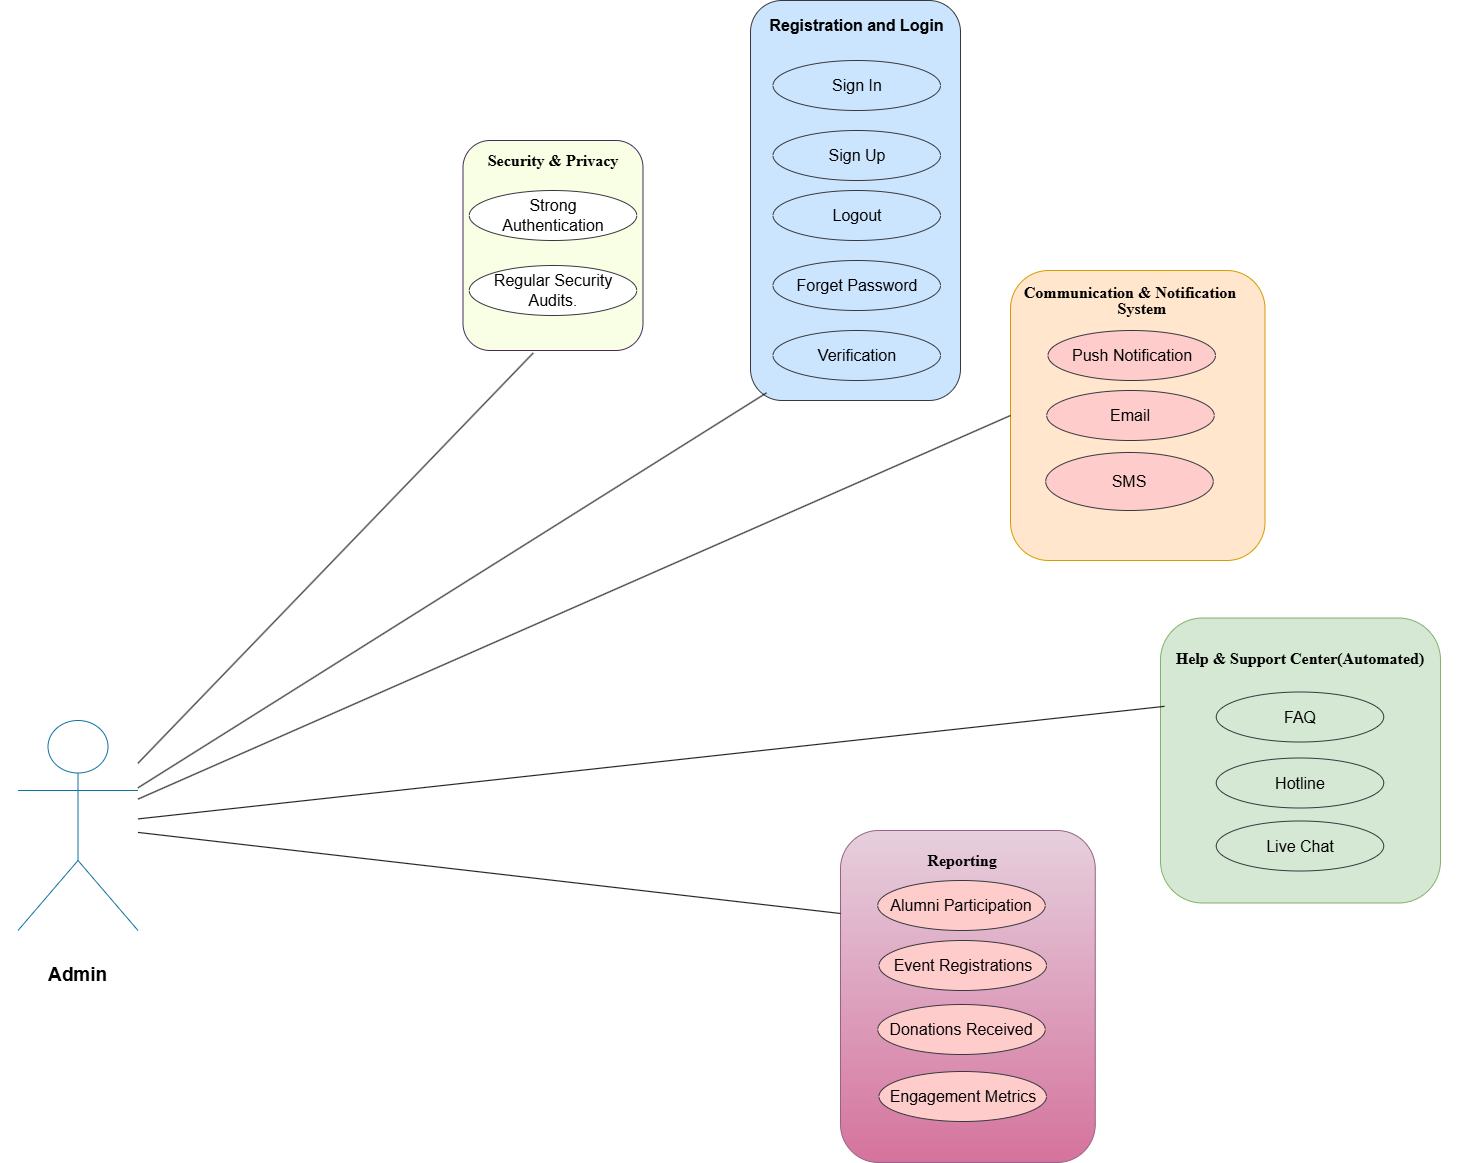 Registration and Login
Sign In
Sign Up
Logout
Forget Password
Verification
Security & Privacy
Strong
Authentication
Regular Security
Audits.
Communication & Notification
System
Push Notification
Email
SMS
Help & Support Center(Automated)
FAQ
Hotline
Live Chat
Reporting
Alumni Participation
Event Registrations
Donations Received
Engagement Metrics
Admin